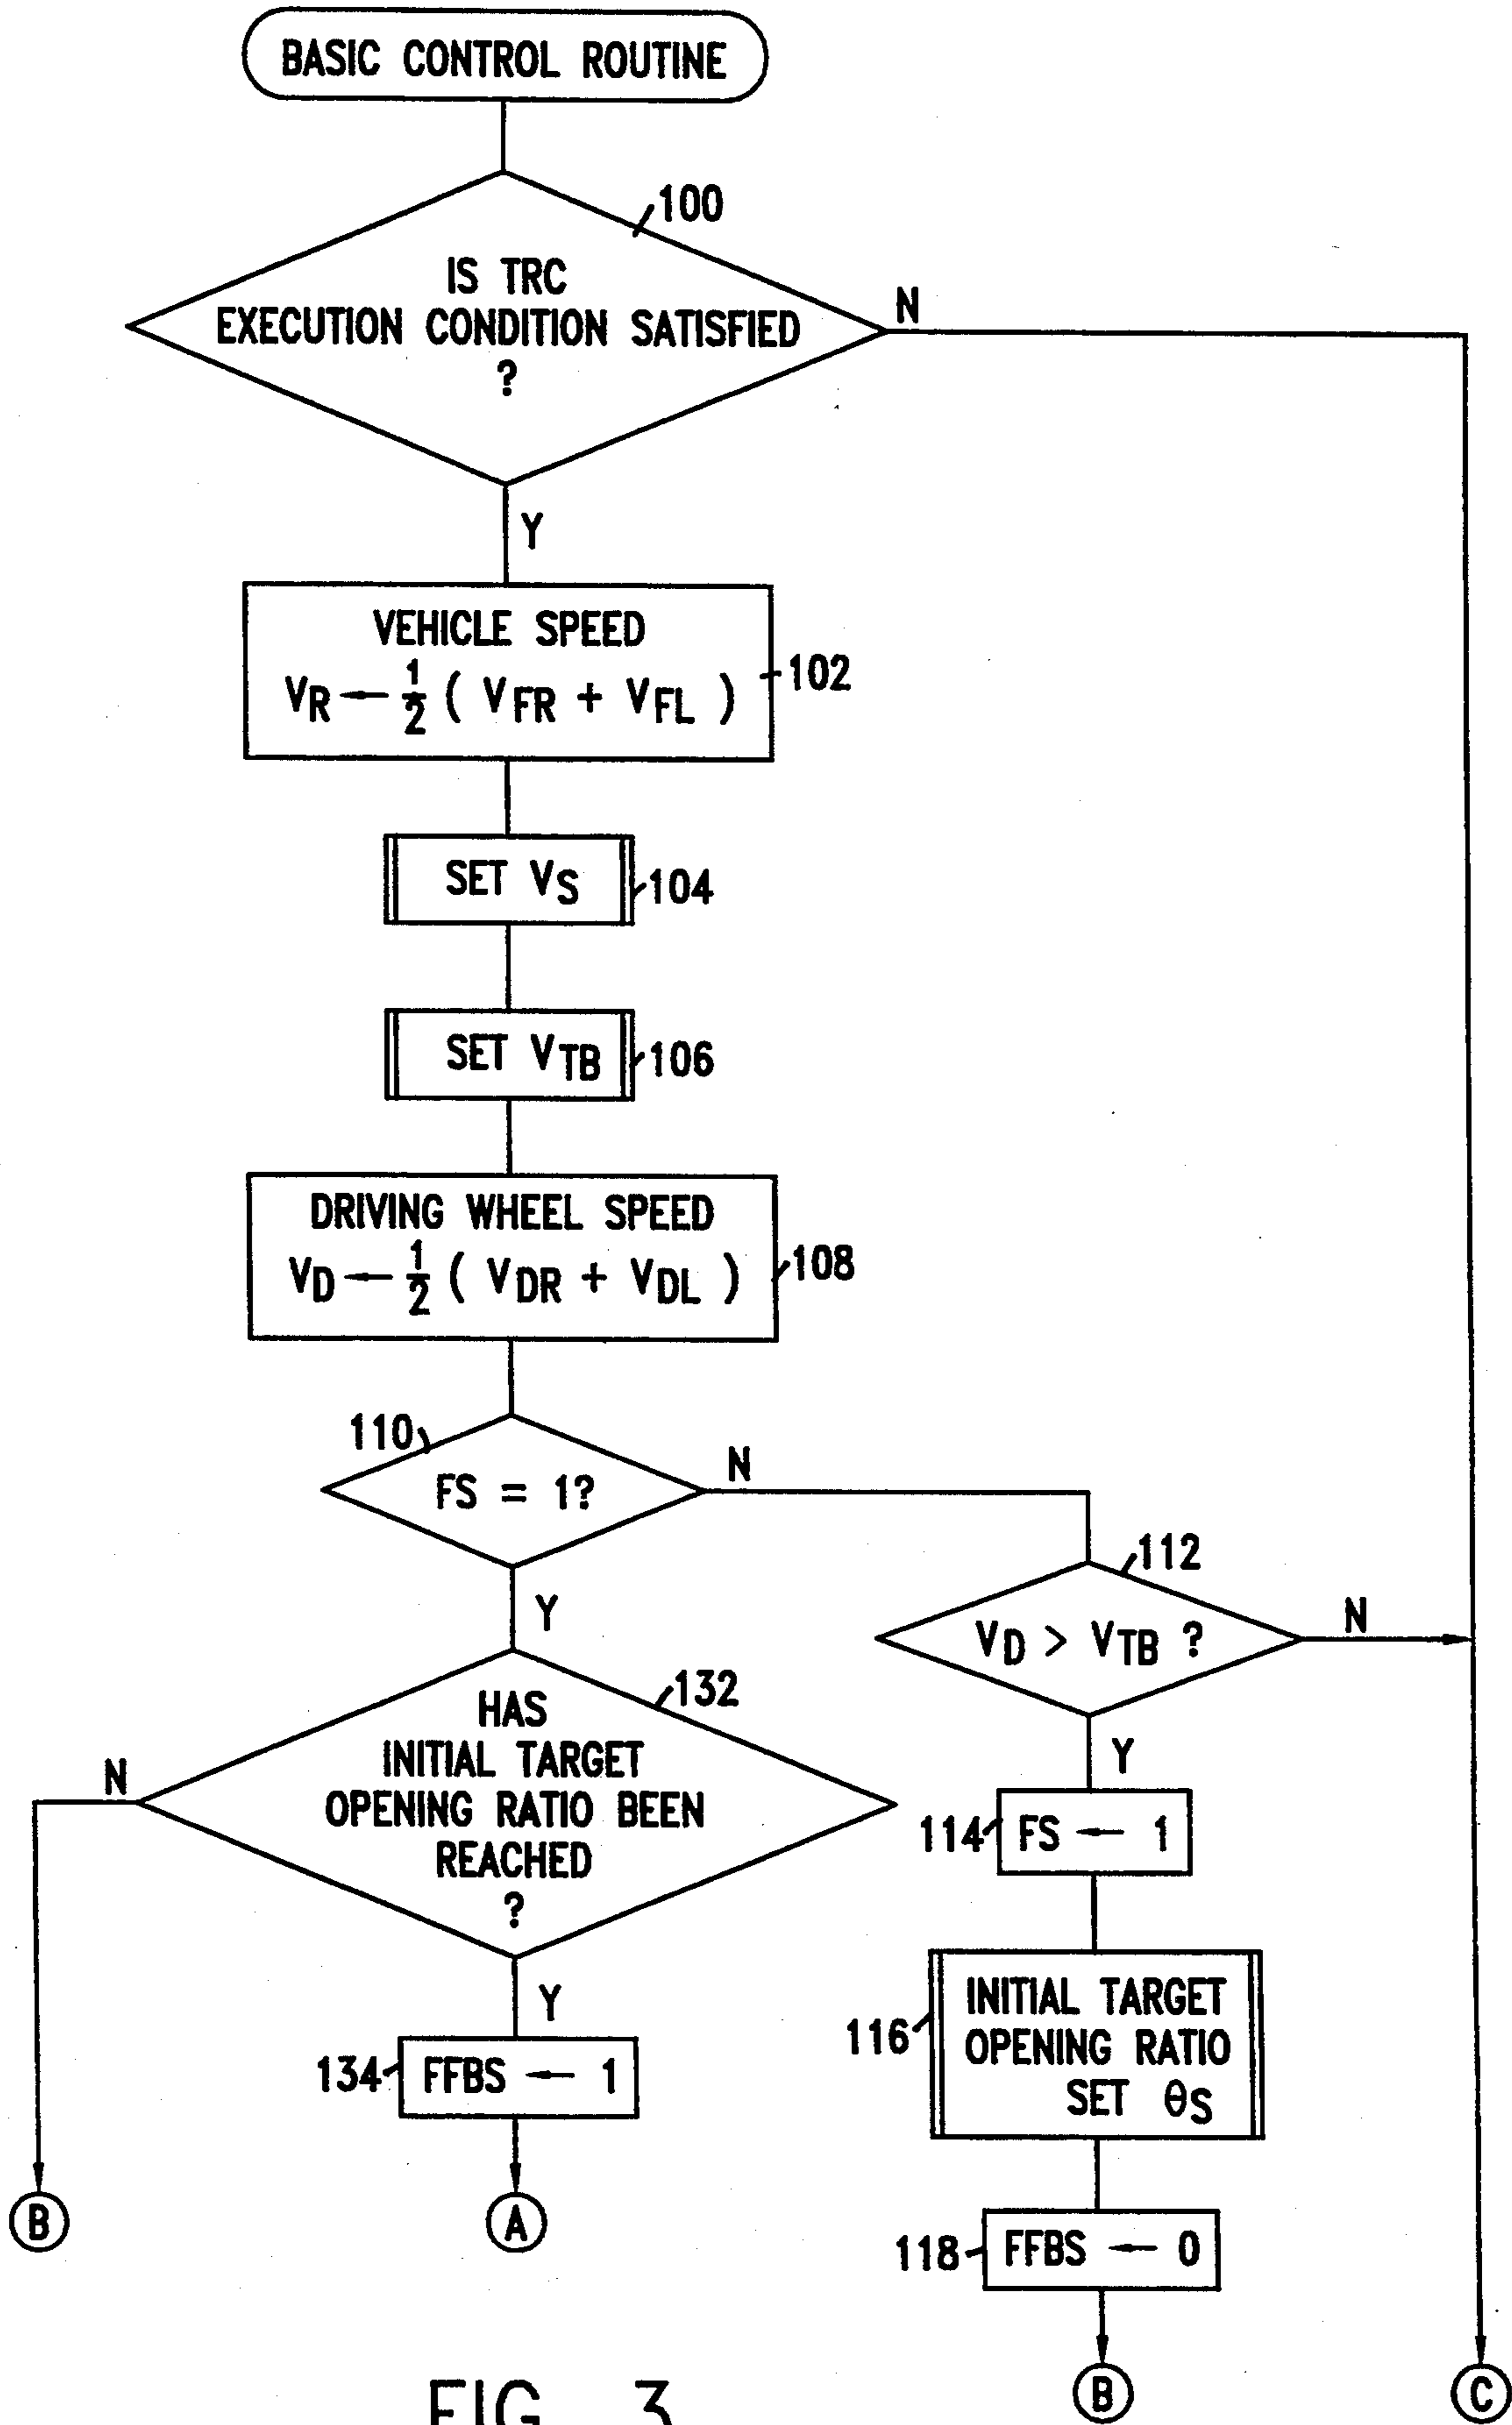 BASIC CONTROL ROUTINE
100
IS TRC
EXECUTION CONDITION SATISFIED
?
N
Y
VEHICLE SPEED
VR ← 1/2 ( VFR + VFL )
102
SET VS
104
SET VTB
106
DRIVING WHEEL SPEED
VD ← 1/2 ( VDR + VDL )
108
110
FS = 1?
N
Y
112
VD > VTB ?
N
Y
132
HAS
INITIAL TARGET
OPENING RATIO BEEN
REACHED
?
N
Y
114
FS ← 1
116
INITIAL TARGET
OPENING RATIO
SET θS
134
FFBS ← 1
118
FFBS ← 0
B
A
B
C
FIG. 3